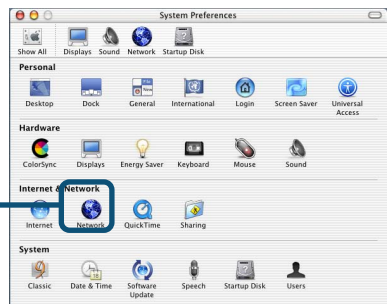 System Preferences
Show All Displays Sound Network Startup Disk
Personal
Desktop Dock General International Login Screen Saver Universal Access
Hardware
ColorSync Displays Energy Saver Keyboard Mouse Sound
Internet & Network
Internet Network QuickTime Sharing
System
Classic Date & Time Software Update Speech Startup Disk Users